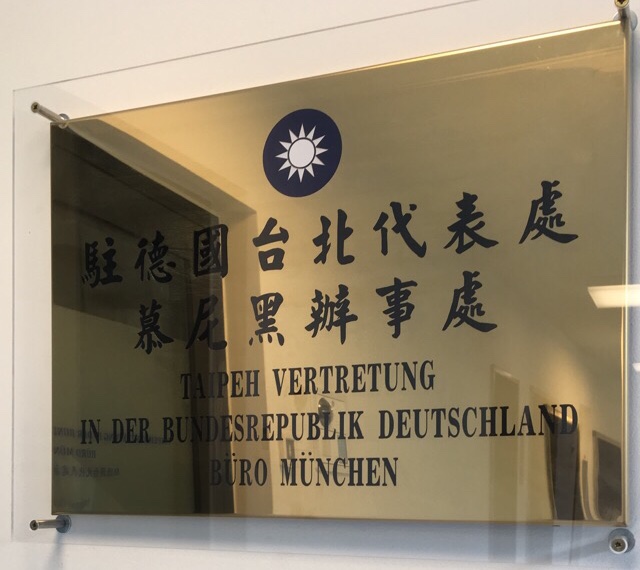 駐德國台北代表處
慕尼黑辦事處
TAIPEH VERTRETUNG
IN DER BUNDESREPUBLIK DEUTSCHLAND
BÜRO MÜNCHEN